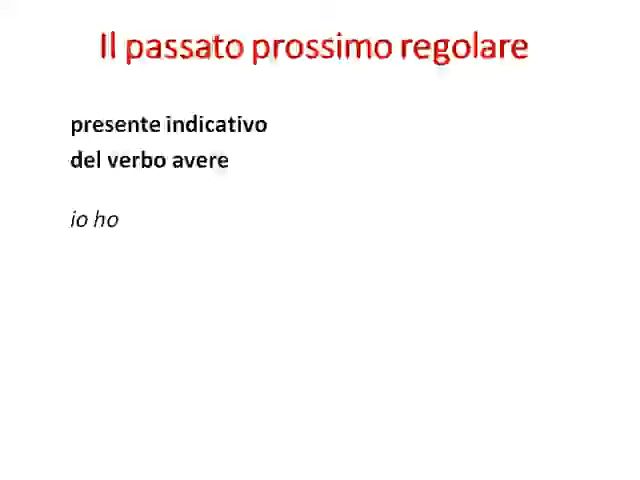 Il passato prossimo regolare
presente indicativo
del verbo avere
io ho